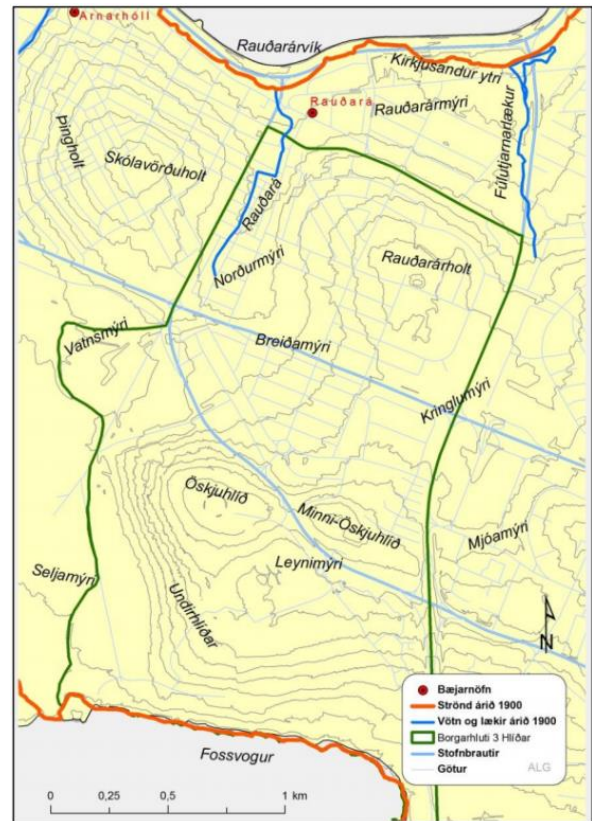 Arnarhóll
Rauðarárvík
Kirkjusandur ytri
Rauðará
Rauðarármýri
Fúlutjarnarlækur
Þingholt
Skólavörðuholt
Rauðará
Norðurmýri
Rauðarárholt
Vatnsmýri
Breiðamýri
Kringlumýri
Öskjuhlíð
Minni-Öskjuhlíð
Mjóamýri
Leynimýri
Seljamýri
Undirhlíðar
N
Fossvogur
0 0,25 0,5 1 km
Bæjarnöfn
Strönd árið 1900
Vötn og lækir árið 1900
Borgarhluti 3 Hlíðar
Stofnbrautir
Götur ALG